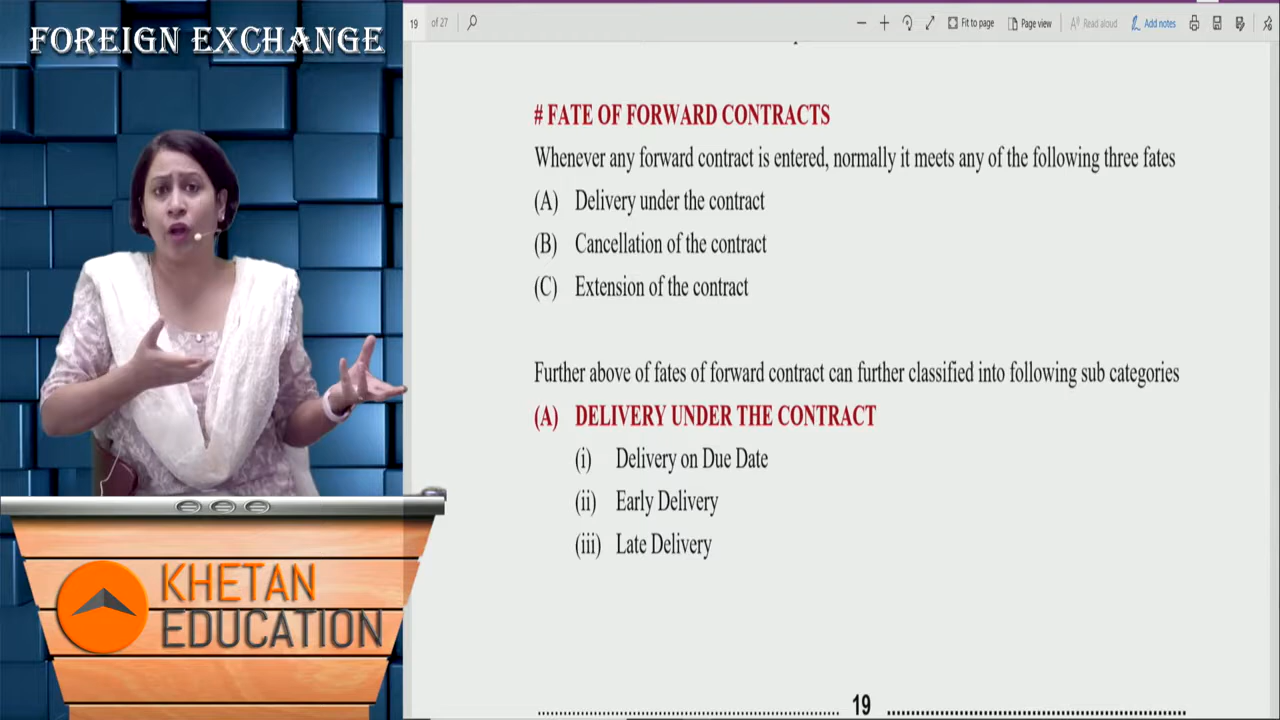 FOREIGN EXCHANGE
19 of 27
Fit to page
Page view
Read aloud
Add notes
# FATE OF FORWARD CONTRACTS
Whenever any forward contract is entered, normally it meets any of the following three fates
(A) Delivery under the contract
(B) Cancellation of the contract
(C) Extension of the contract
Further above of fates of forward contract can further classified into following sub categories
(A) DELIVERY UNDER THE CONTRACT
(i) Delivery on Due Date
(ii) Early Delivery
(iii) Late Delivery
19
KHETAN
EDUCATION